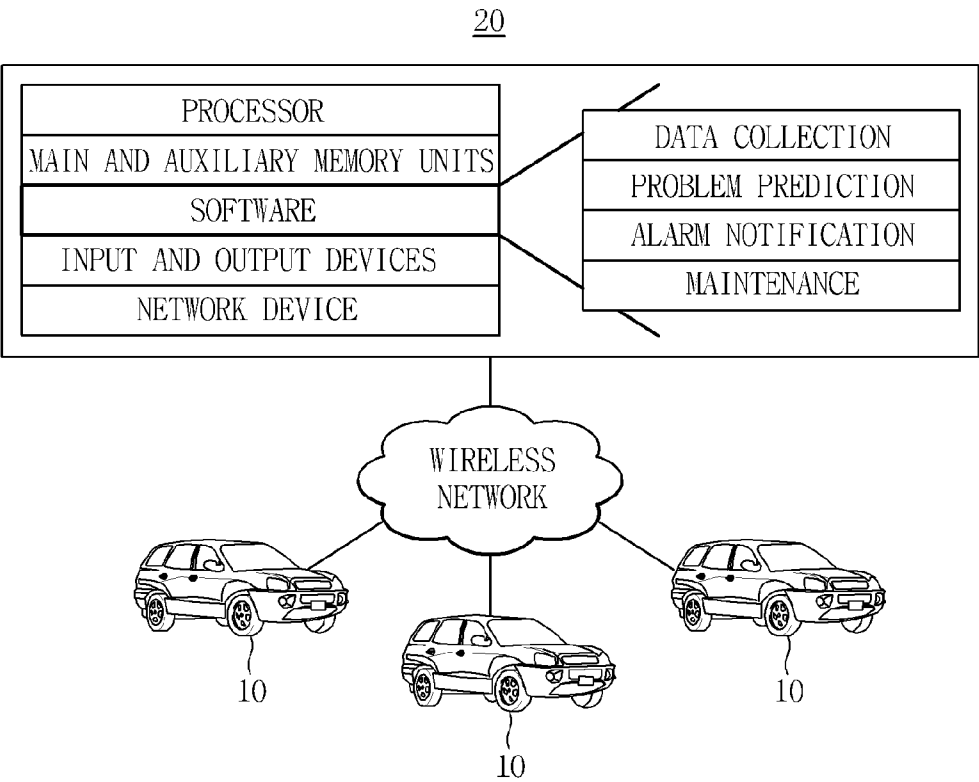 20
PROCESSOR
MAIN AND AUXILIARY MEMORY UNITS
SOFTWARE
INPUT AND OUTPUT DEVICES
NETWORK DEVICE
DATA COLLECTION
PROBLEM PREDICTION
ALARM NOTIFICATION
MAINTENANCE
WIRELESS
NETWORK
10
10
10